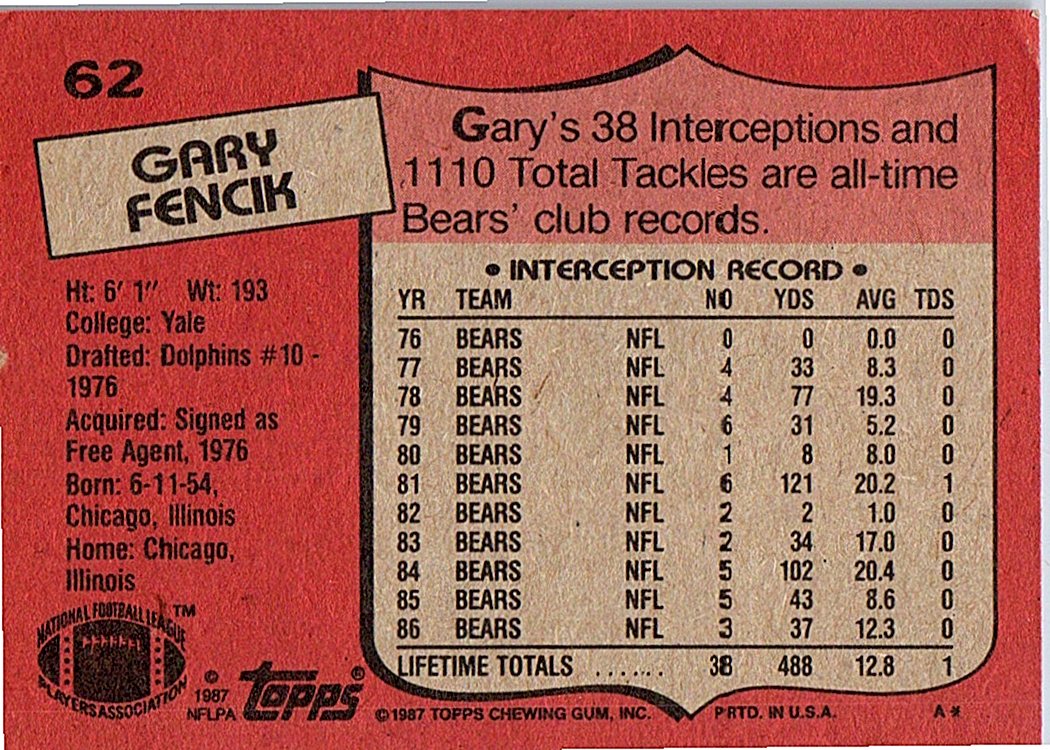 62
GARY
FENCIK
Gary's 38 Interceptions and
1110 Total Tackles are all-time
Bears' club records.
Ht: 6' 1" Wt: 193
College: Yale
Drafted: Dolphins #10 -
1976
Acquired: Signed as
Free Agent, 1976
Born: 6-11-54,
Chicago, Illinois
Home: Chicago,
Illinois
• INTERCEPTION RECORD •
YR TEAM NO YDS AVG TDS
76 BEARS NFL 0 0 0.0 0
77 BEARS NFL 4 33 8.3 0
78 BEARS NFL 4 77 19.3 0
79 BEARS NFL 6 31 5.2 0
80 BEARS NFL 1 8 8.0 0
81 BEARS NFL 6 121 20.2 1
82 BEARS NFL 2 2 1.0 0
83 BEARS NFL 2 34 17.0 0
84 BEARS NFL 5 102 20.4 0
85 BEARS NFL 5 43 8.6 0
86 BEARS NFL 3 37 12.3 0
LIFETIME TOTALS ...... 38 488 12.8 1
NATIONAL FOOTBALL LEAGUE ™
PLAYERS ASSOCIATION
© 1987
NFLPA
Topps®
© 1987 TOPPS CHEWING GUM, INC. PRTD. IN U.S.A. A*